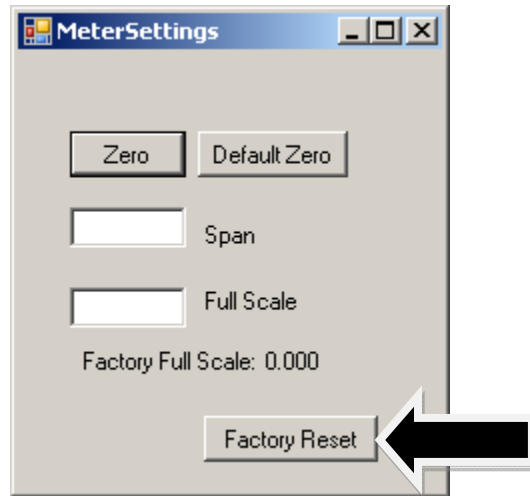 MeterSettings
Zero
Default Zero
Span
Full Scale
Factory Full Scale: 0.000
Factory Reset